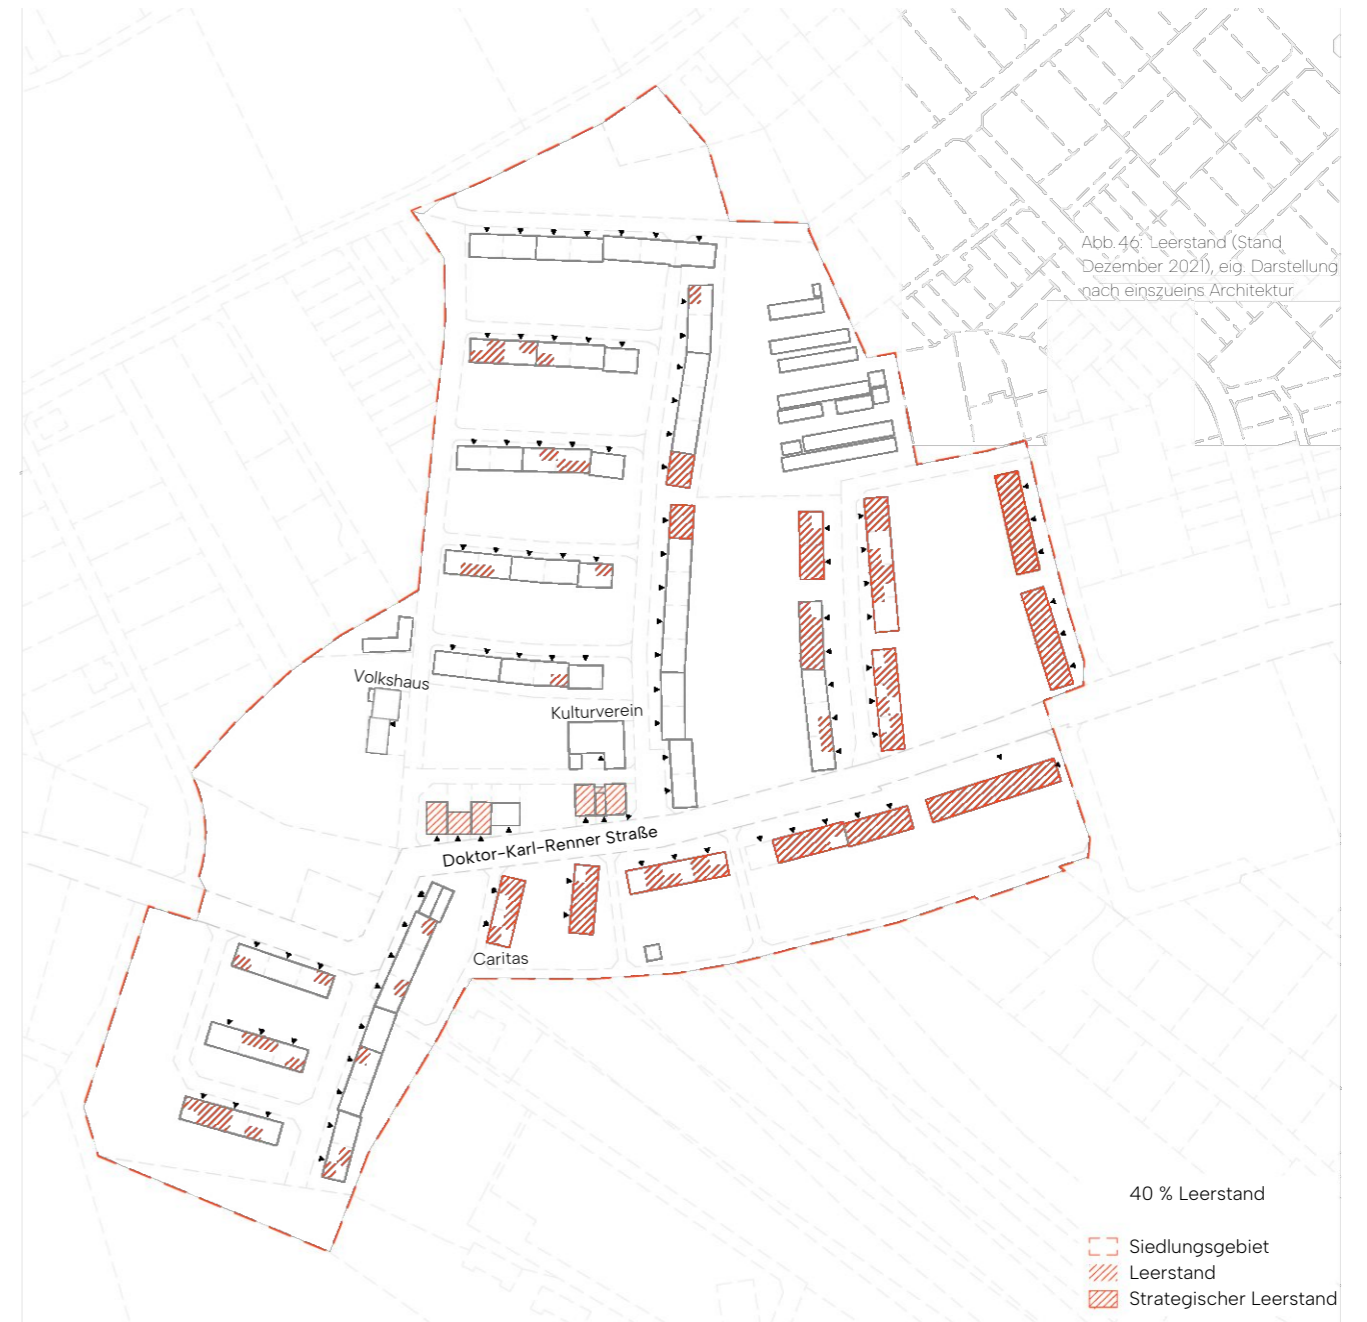 Abb. 46: Leerstand (Stand
Dezember 2021), eig. Darstellung
nach einszueins Architektur
Volkshaus
Kulturverein
Doktor-Karl-Renner Straße
Caritas
40 % Leerstand
Siedlungsgebiet
Leerstand
Strategischer Leerstand